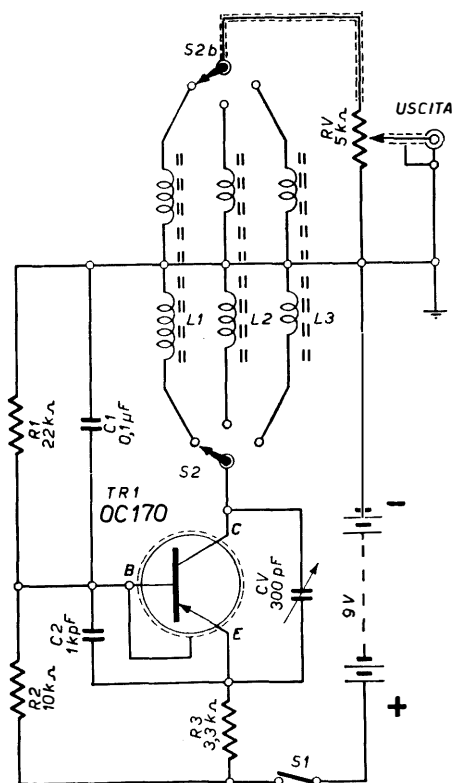 S2b
USCITA
RV
5kΩ
L1
L2
L3
R1
22kΩ
C1
0,1µF
S2
TR1
OC170
B
C
E
CV
300pF
−
9V
+
C2
1kpF
R2
10kΩ
R3
3,3kΩ
S1